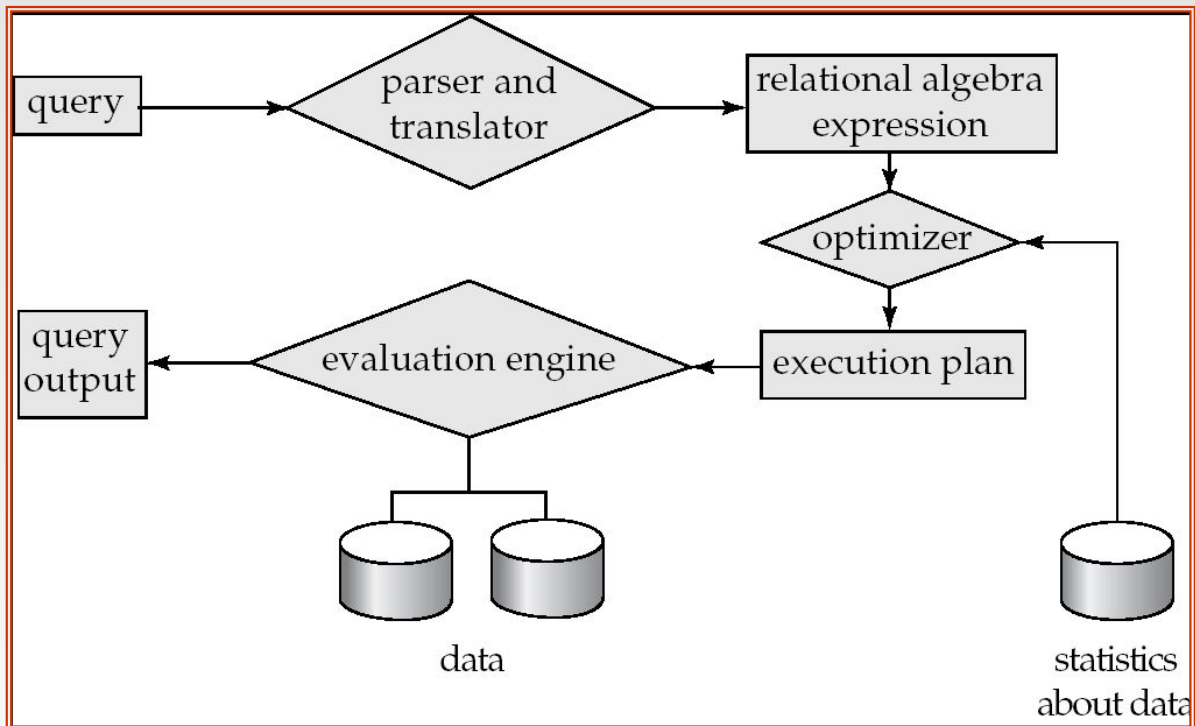 query
parser and
translator
relational algebra
expression
optimizer
query
output
evaluation engine
execution plan
data
statistics
about data